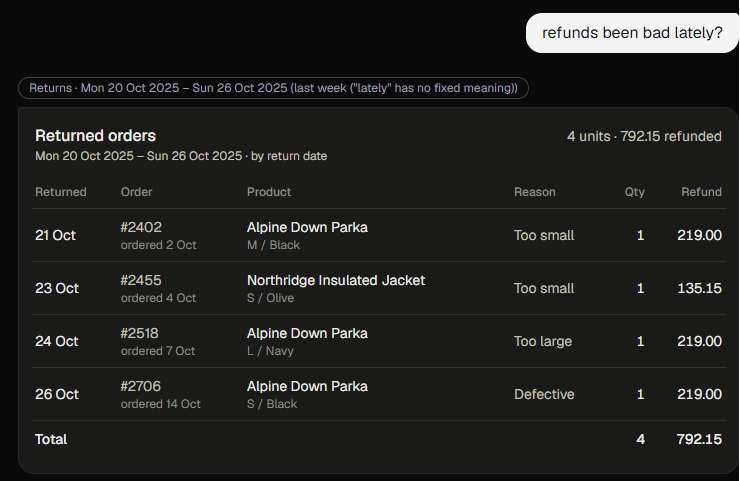 refunds been bad lately?
Returns · Mon 20 Oct 2025 – Sun 26 Oct 2025 (last week ("lately" has no fixed meaning))
Returned orders 4 units · 792.15 refunded
Mon 20 Oct 2025 – Sun 26 Oct 2025 · by return date
Returned Order Product Reason Qty Refund
21 Oct #2402 Alpine Down Parka Too small 1 219.00
ordered 2 Oct M / Black
23 Oct #2455 Northridge Insulated Jacket Too small 1 135.15
ordered 4 Oct S / Olive
24 Oct #2518 Alpine Down Parka Too large 1 219.00
ordered 7 Oct L / Navy
26 Oct #2706 Alpine Down Parka Defective 1 219.00
ordered 14 Oct S / Black
Total 4 792.15